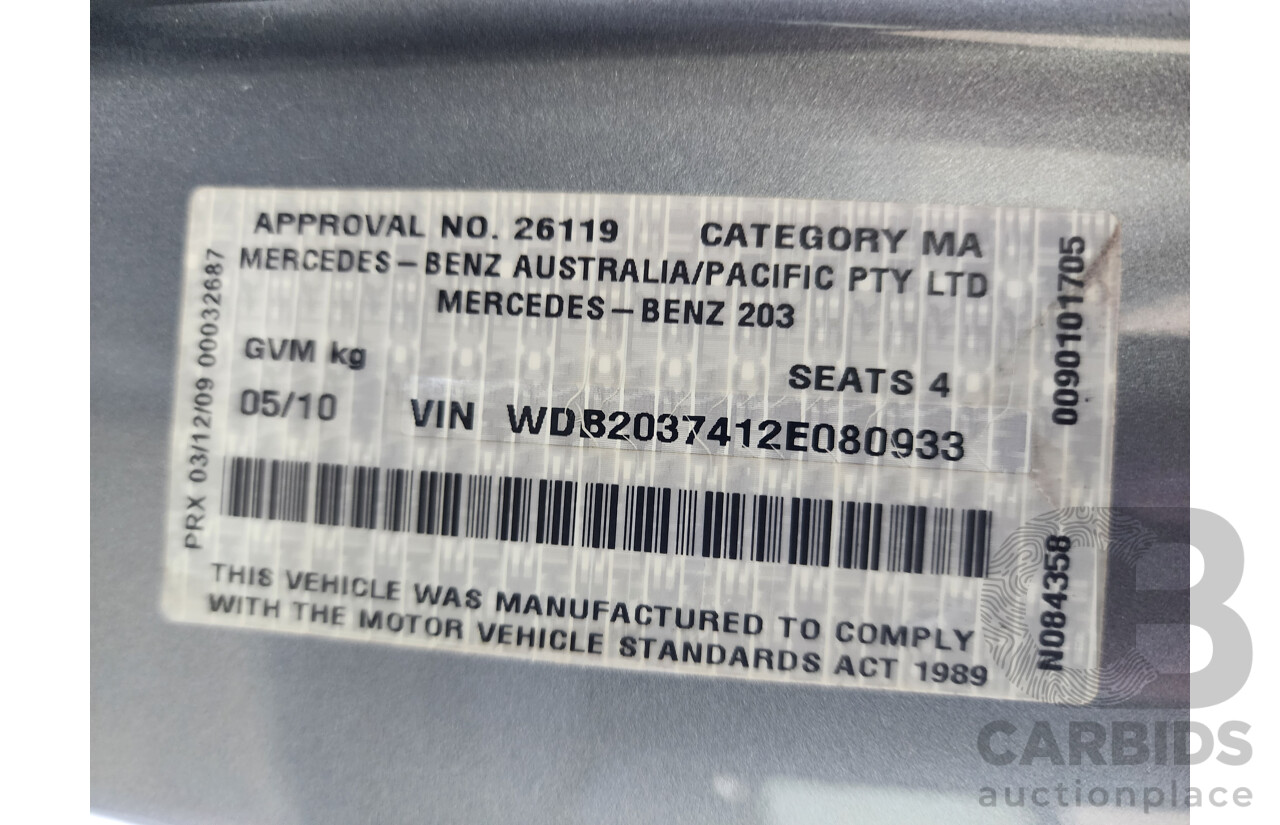 APPROVAL NO. 26119 CATEGORY MA
MERCEDES-BENZ AUSTRALIA/PACIFIC PTY LTD
MERCEDES-BENZ 203
GVM kg
SEATS 4
05/10 VIN WDB2037412E080933
THIS VEHICLE WAS MANUFACTURED TO COMPLY
WITH THE MOTOR VEHICLE STANDARDS ACT 1989
PRX 03/12/09 00032687
0090101705
N084358
CB
CARBIDS
auctionplace